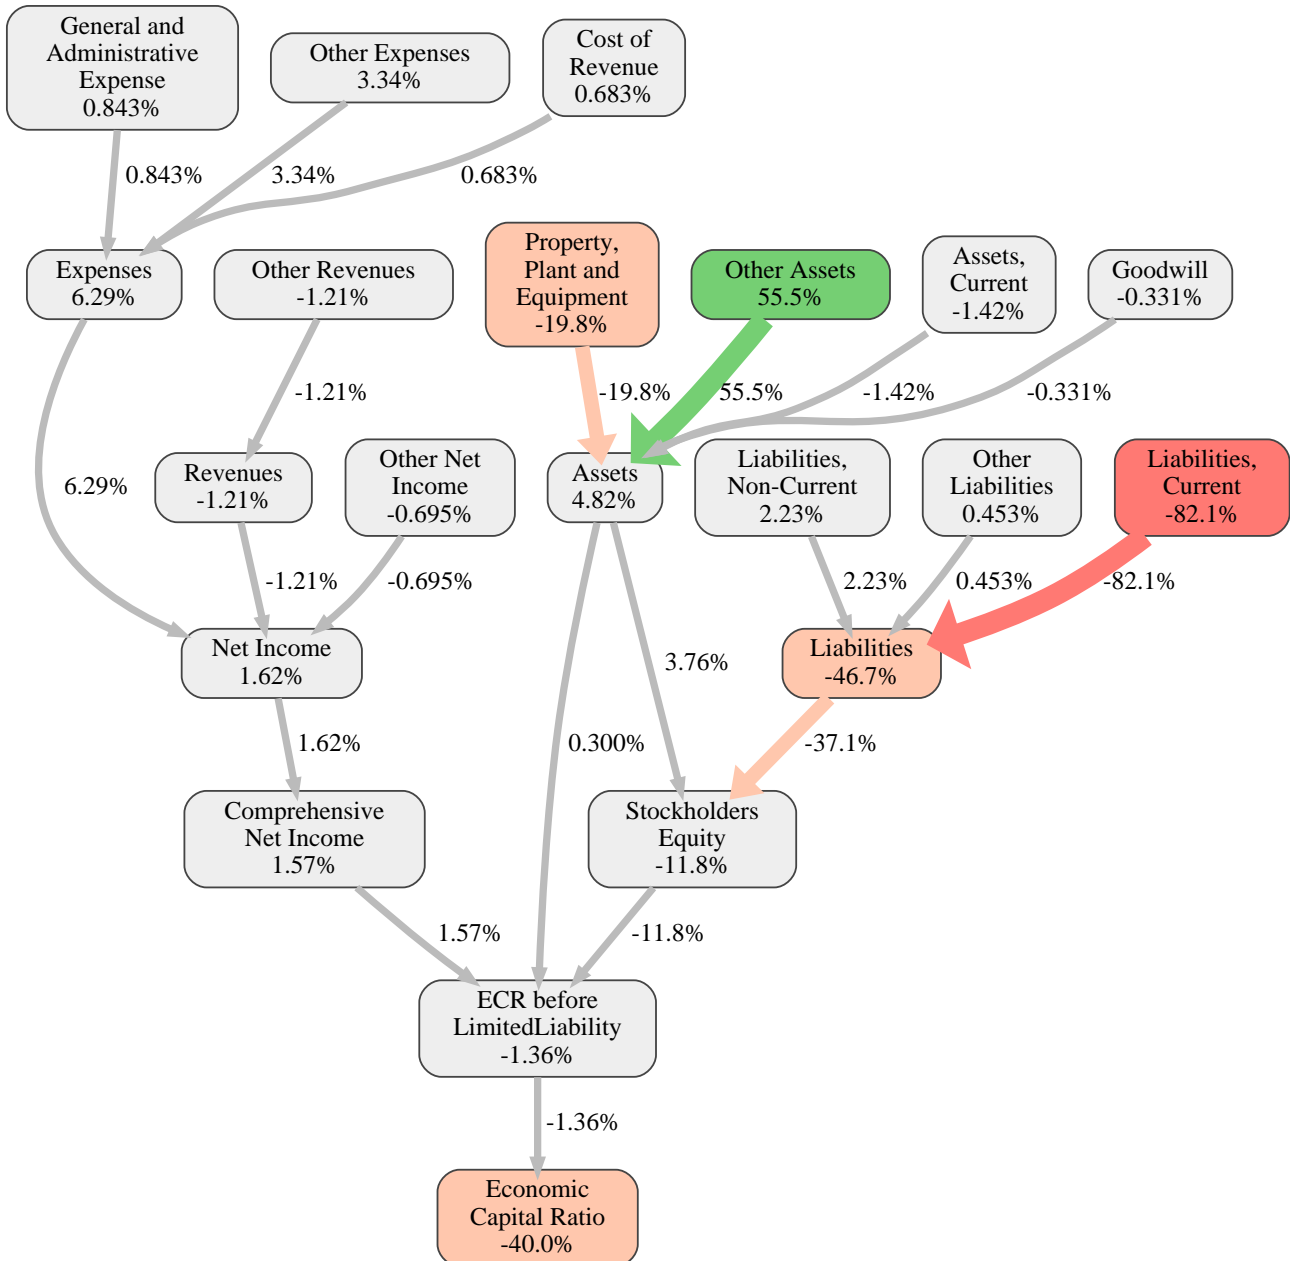 General and
Administrative
Expense
0.843%
Other Expenses
3.34%
Cost of
Revenue
0.683%
0.843%
3.34%
0.683%
Expenses
6.29%
Other Revenues
-1.21%
Property,
Plant and
Equipment
-19.8%
Other Assets
55.5%
Assets,
Current
-1.42%
Goodwill
-0.331%
-1.21%
-19.8%
55.5%
-1.42%
-0.331%
6.29%
Revenues
-1.21%
Other Net
Income
-0.695%
Assets
4.82%
Liabilities,
Non-Current
2.23%
Other
Liabilities
0.453%
Liabilities,
Current
-82.1%
-1.21%
-0.695%
2.23%
0.453%
-82.1%
Net Income
1.62%
3.76%
Liabilities
-46.7%
1.62%
0.300%
-37.1%
Comprehensive
Net Income
1.57%
Stockholders
Equity
-11.8%
1.57%
-11.8%
ECR before
LimitedLiability
-1.36%
-1.36%
Economic
Capital Ratio
-40.0%